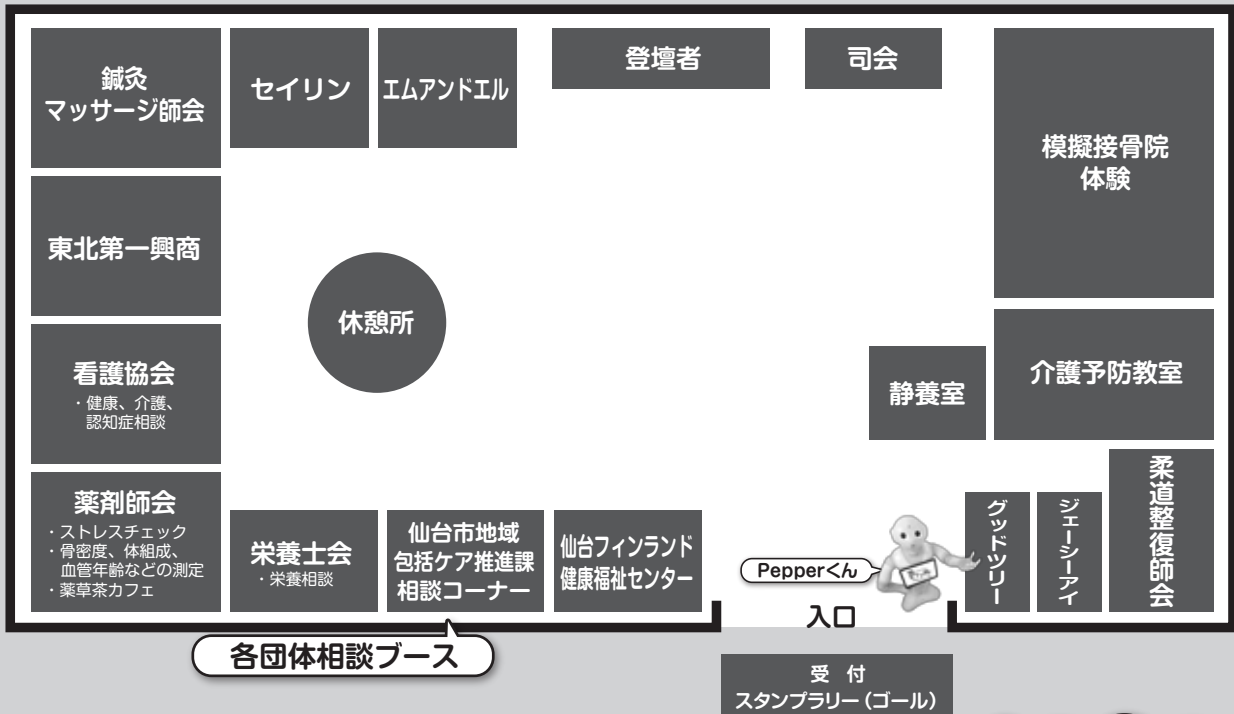 鍼灸
マッサージ師会
セイリン
エムアンドエル
登壇者
司会
模擬接骨院
体験
東北第一興商
休憩所
看護協会
・健康、介護、
認知症相談
静養室
介護予防教室
薬剤師会
・ストレスチェック
・骨密度、体組成、
血管年齢などの測定
・薬草茶カフェ
栄養士会
・栄養相談
仙台市地域
包括ケア推進課
相談コーナー
仙台フィンランド
健康福祉センター
Pepperくん
グッドツリー
ジェーシーアイ
柔道整復師会
入口
各団体相談ブース
受 付
スタンプラリー(ゴール)